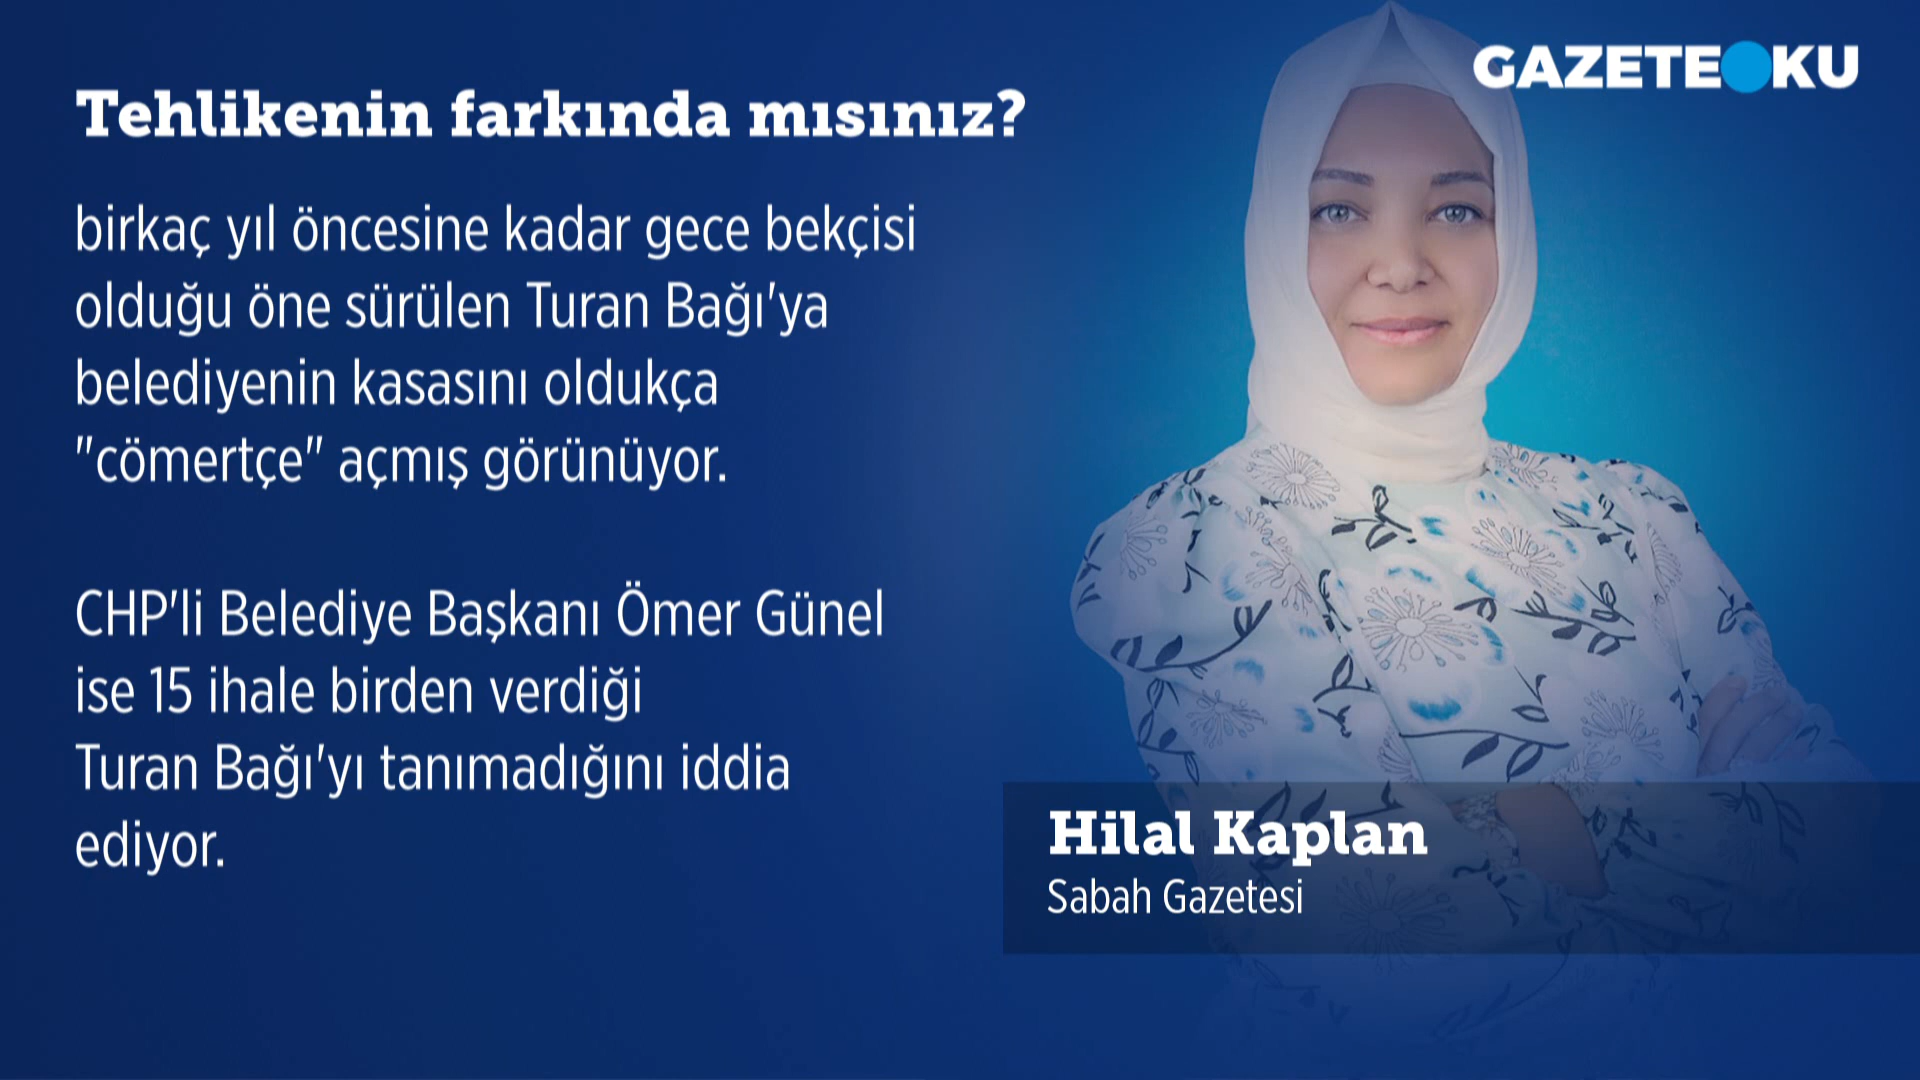 GAZETEOKU
Tehlikenin farkında mısınız?
birkaç yıl öncesine kadar gece bekçisi
olduğu öne sürülen Turan Bağı'ya
belediyenin kasasını oldukça
"cömertçe" açmış görünüyor.
CHP'li Belediye Başkanı Ömer Günel
ise 15 ihale birden verdiği
Turan Bağı'yı tanımadığını iddia
ediyor.
Hilal Kaplan
Sabah Gazetesi